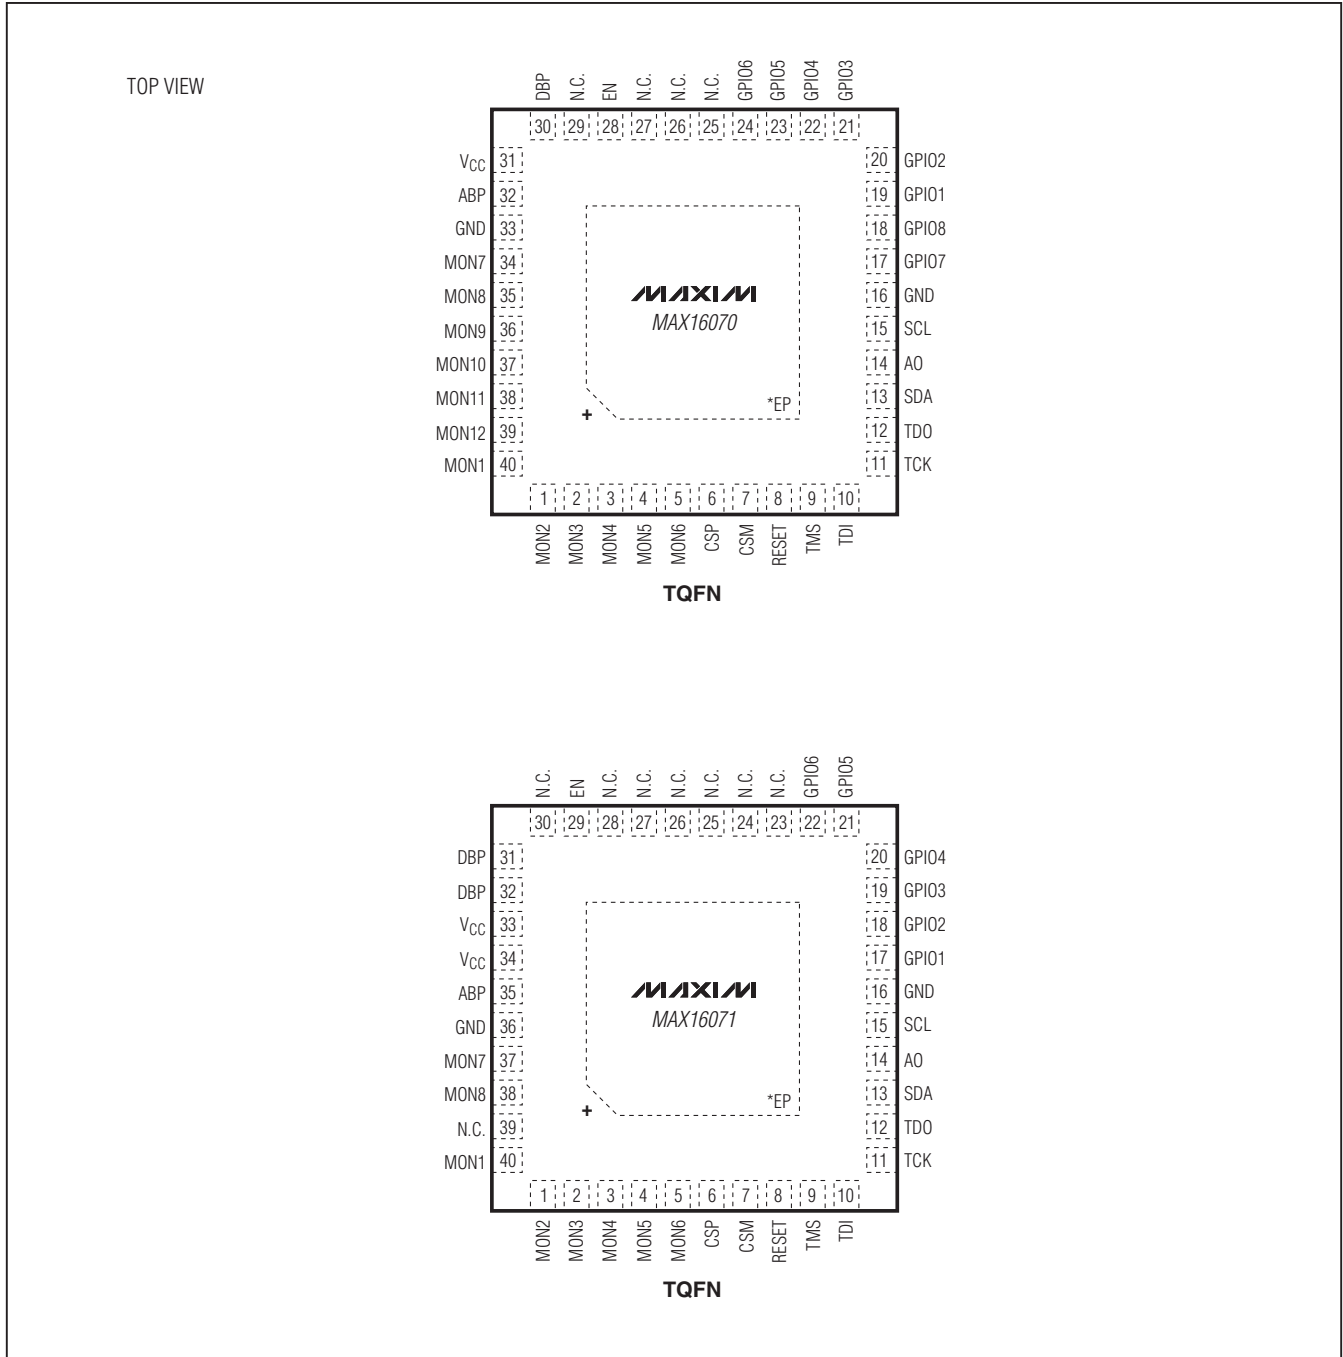 TOP VIEW
DBP N.C. EN N.C. N.C. N.C. GPIO6 GPIO5 GPIO4 GPIO3
30 29 28 27 26 25 24 23 22 21
VCC 31 20 GPIO2
ABP 32 19 GPIO1
GND 33 18 GPIO8
MON7 34 17 GPIO7
MON8 35 MAXIM 16 GND
MON9 36 MAX16070 15 SCL
MON10 37 14 AO
MON11 38 *EP 13 SDA
+
MON12 39 12 TDO
MON1 40 11 TCK
1 2 3 4 5 6 7 8 9 10
MON2 MON3 MON4 MON5 MON6 CSP CSM RESET TMS TDI
TQFN
N.C. EN N.C. N.C. N.C. N.C. N.C. N.C. GPIO6 GPIO5
30 29 28 27 26 25 24 23 22 21
DBP 31 20 GPIO4
DBP 32 19 GPIO3
VCC 33 18 GPIO2
VCC 34 17 GPIO1
ABP 35 MAXIM 16 GND
GND 36 MAX16071 15 SCL
MON7 37 14 AO
MON8 38 *EP 13 SDA
+
N.C. 39 12 TDO
MON1 40 11 TCK
1 2 3 4 5 6 7 8 9 10
MON2 MON3 MON4 MON5 MON6 CSP CSM RESET TMS TDI
TQFN